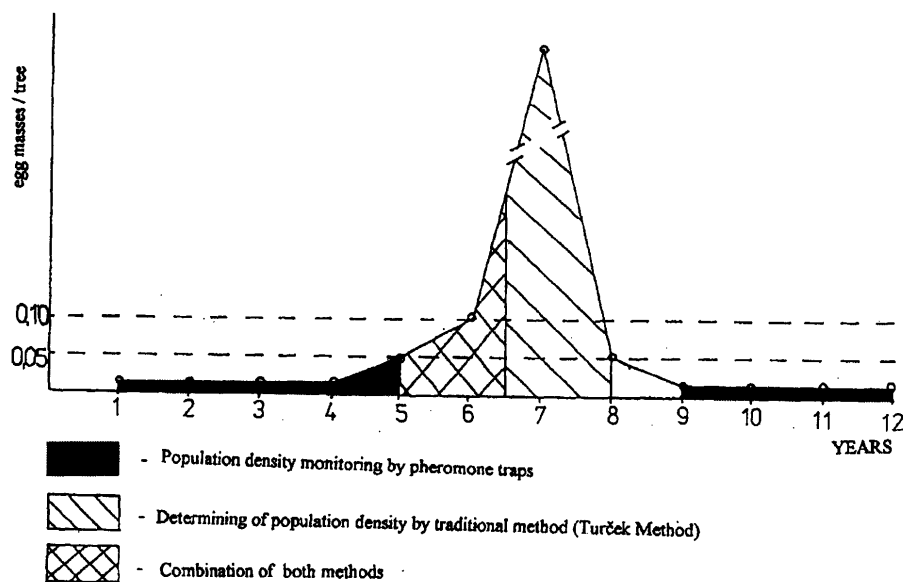 egg masses / tree
0,10
0,05
1 2 3 4 5 6 7 8 9 10 11 12
YEARS
- Population density monitoring by pheromone traps
- Determining of population density by traditional method (Turček Method)
- Combination of both methods